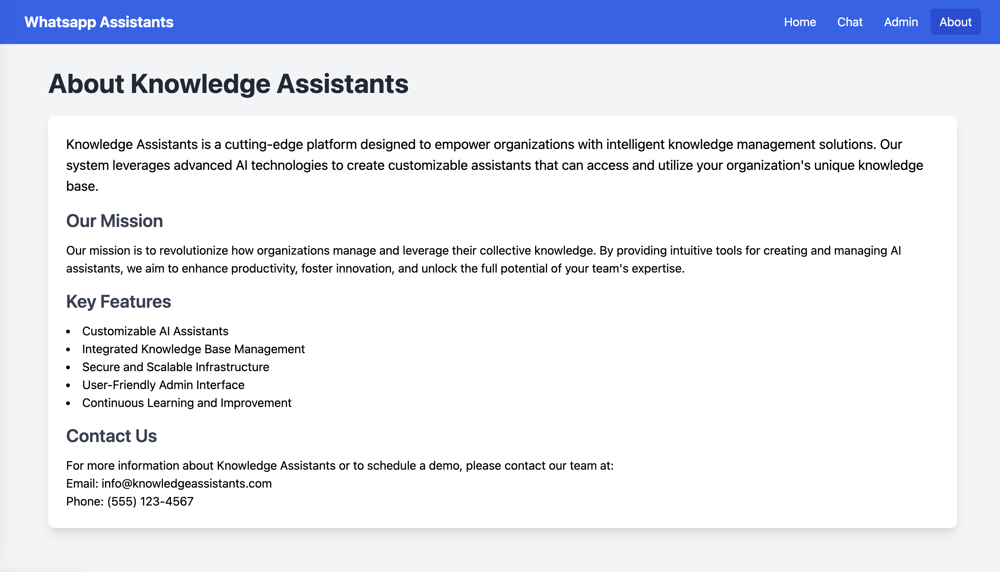 Whatsapp Assistants
Home
Chat
Admin
About
About Knowledge Assistants
Knowledge Assistants is a cutting-edge platform designed to empower organizations with intelligent knowledge management solutions. Our
system leverages advanced AI technologies to create customizable assistants that can access and utilize your organization's unique knowledge
base.
Our Mission
Our mission is to revolutionize how organizations manage and leverage their collective knowledge. By providing intuitive tools for creating and managing AI
assistants, we aim to enhance productivity, foster innovation, and unlock the full potential of your team's expertise.
Key Features
• Customizable AI Assistants
• Integrated Knowledge Base Management
• Secure and Scalable Infrastructure
• User-Friendly Admin Interface
• Continuous Learning and Improvement
Contact Us
For more information about Knowledge Assistants or to schedule a demo, please contact our team at:
Email: info@knowledgeassistants.com
Phone: (555) 123-4567